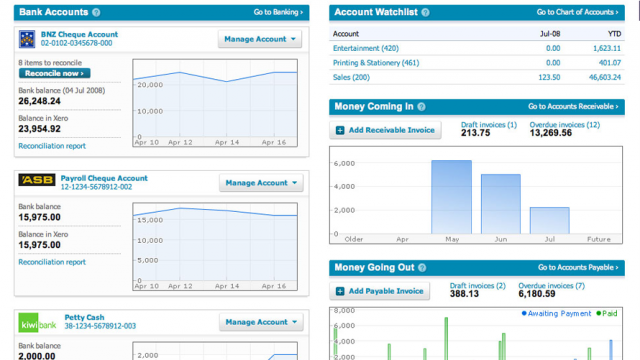 Bank Accounts ?
Go to Banking ›
BNZ Cheque Account
02-0102-0345678-000
Manage Account
8 items to reconcile
Reconcile now ›
Bank balance (04 Jul 2008)
26,248.24
Balance in Xero
23,954.92
Reconciliation report
20,000
10,000
0
Apr 10 Apr 12 Apr 14 Apr 16
ASB
Payroll Cheque Account
12-1234-5678912-002
Manage Account
Bank balance
15,975.00
Balance in Xero
15,975.00
Reconciliation report
15,000
10,000
5,000
0
Apr 10 Apr 12 Apr 14 Apr 16
kiwibank
Petty Cash
38-1234-5678912-003
Manage Account
Bank balance
2,000.00
2,000
Account Watchlist ?
Go to Chart of Accounts ›
Account Jul-08 YTD
Entertainment (420) 0.00 1,623.11
Printing & Stationery (461) 0.00 401.07
Sales (200) 123.50 46,603.24
Money Coming In ?
Go to Accounts Receivable ›
Add Receivable Invoice
Draft invoices (1) Overdue invoices (12)
213.75 13,269.56
6,000
4,000
2,000
0
Older Apr May Jun Jul Future
Money Going Out ?
Go to Accounts Payable ›
Add Payable Invoice
Draft invoices (2) Overdue invoices (7)
388.13 6,180.59
Awaiting Payment Paid
8,000
6,000
4,000
2,000